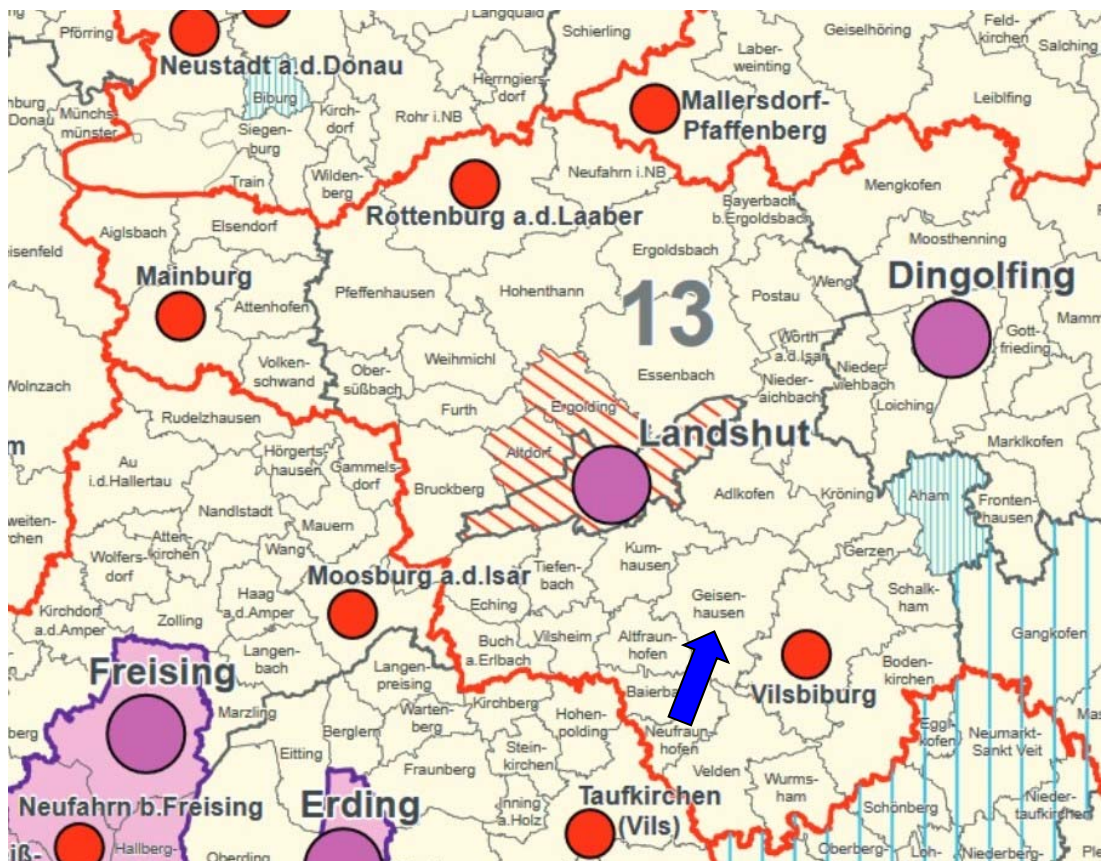 Pförring
Langquaid
Schierling
Geiselhöring
Feld-
kirchen
Salching
Neustadt a.d.Donau
Laber-
weinting
Biburg
Herrngiers-
dorf
Leiblfing
Münchs-
münster
Kirch-
dorf
Rohr i.NB
Mallersdorf-
Pfaffenberg
Siegen-
burg
Train
Wilden-
berg
Neufahrn i.NB
Mengkofen
Rottenburg a.d.Laaber
Bayerbach
b.Ergoldsbach
Aiglsbach
Elsendorf
Ergoldsbach
Moosthenning
Mainburg
Attenhofen
Pfeffenhausen
Hohenthann
13
Postau
Weng
Dingolfing
Volken-
schwand
Ober-
süßbach
Weihmichl
Wörth
a.d.Isar
Gott-
frieding
Mamm
Wolnzach
Essenbach
Nieder-
aichbach
Nieder-
viehbach
Loiching
Rudelzhausen
Furth
Ergolding
Landshut
Marklkofen
Au
i.d.Hallertau
Hörgerts-
hausen
Gammels-
dorf
Altdorf
Bruckberg
Adlkofen
Kröning
Aham
Fronten-
hausen
Nandlstadt
Mauern
Atten-
kirchen
Wang
Wolfers-
dorf
Moosburg a.d.Isar
Tiefen-
bach
Kum-
hausen
Gerzen
Schalk-
ham
Kirchdorf
a.d.Amper
Zolling
Haag
a.d.Amper
Eching
Geisen-
hausen
Gangkofen
Langen-
bach
Buch
a.Erlbach
Vilsheim
Altfraun-
hofen
Freising
Langen-
preising
Vilsbiburg
Boden-
kirchen
Marzling
Warten-
berg
Kirchberg
Berglern
Hohen-
polding
Neufraun-
hofen
Eggl-
kofen
Neumarkt-
Sankt Veit
Eitting
Stein-
kirchen
Fraunberg
Velden
Wurms-
ham
Neufahrn b.Freising
Erding
Inning
a.Holz
Taufkirchen
(Vils)
Schönberg
Nieder-
taufkirchen
Hallberg-
Oberding
Oberberg-
Loh-
Niederberg-